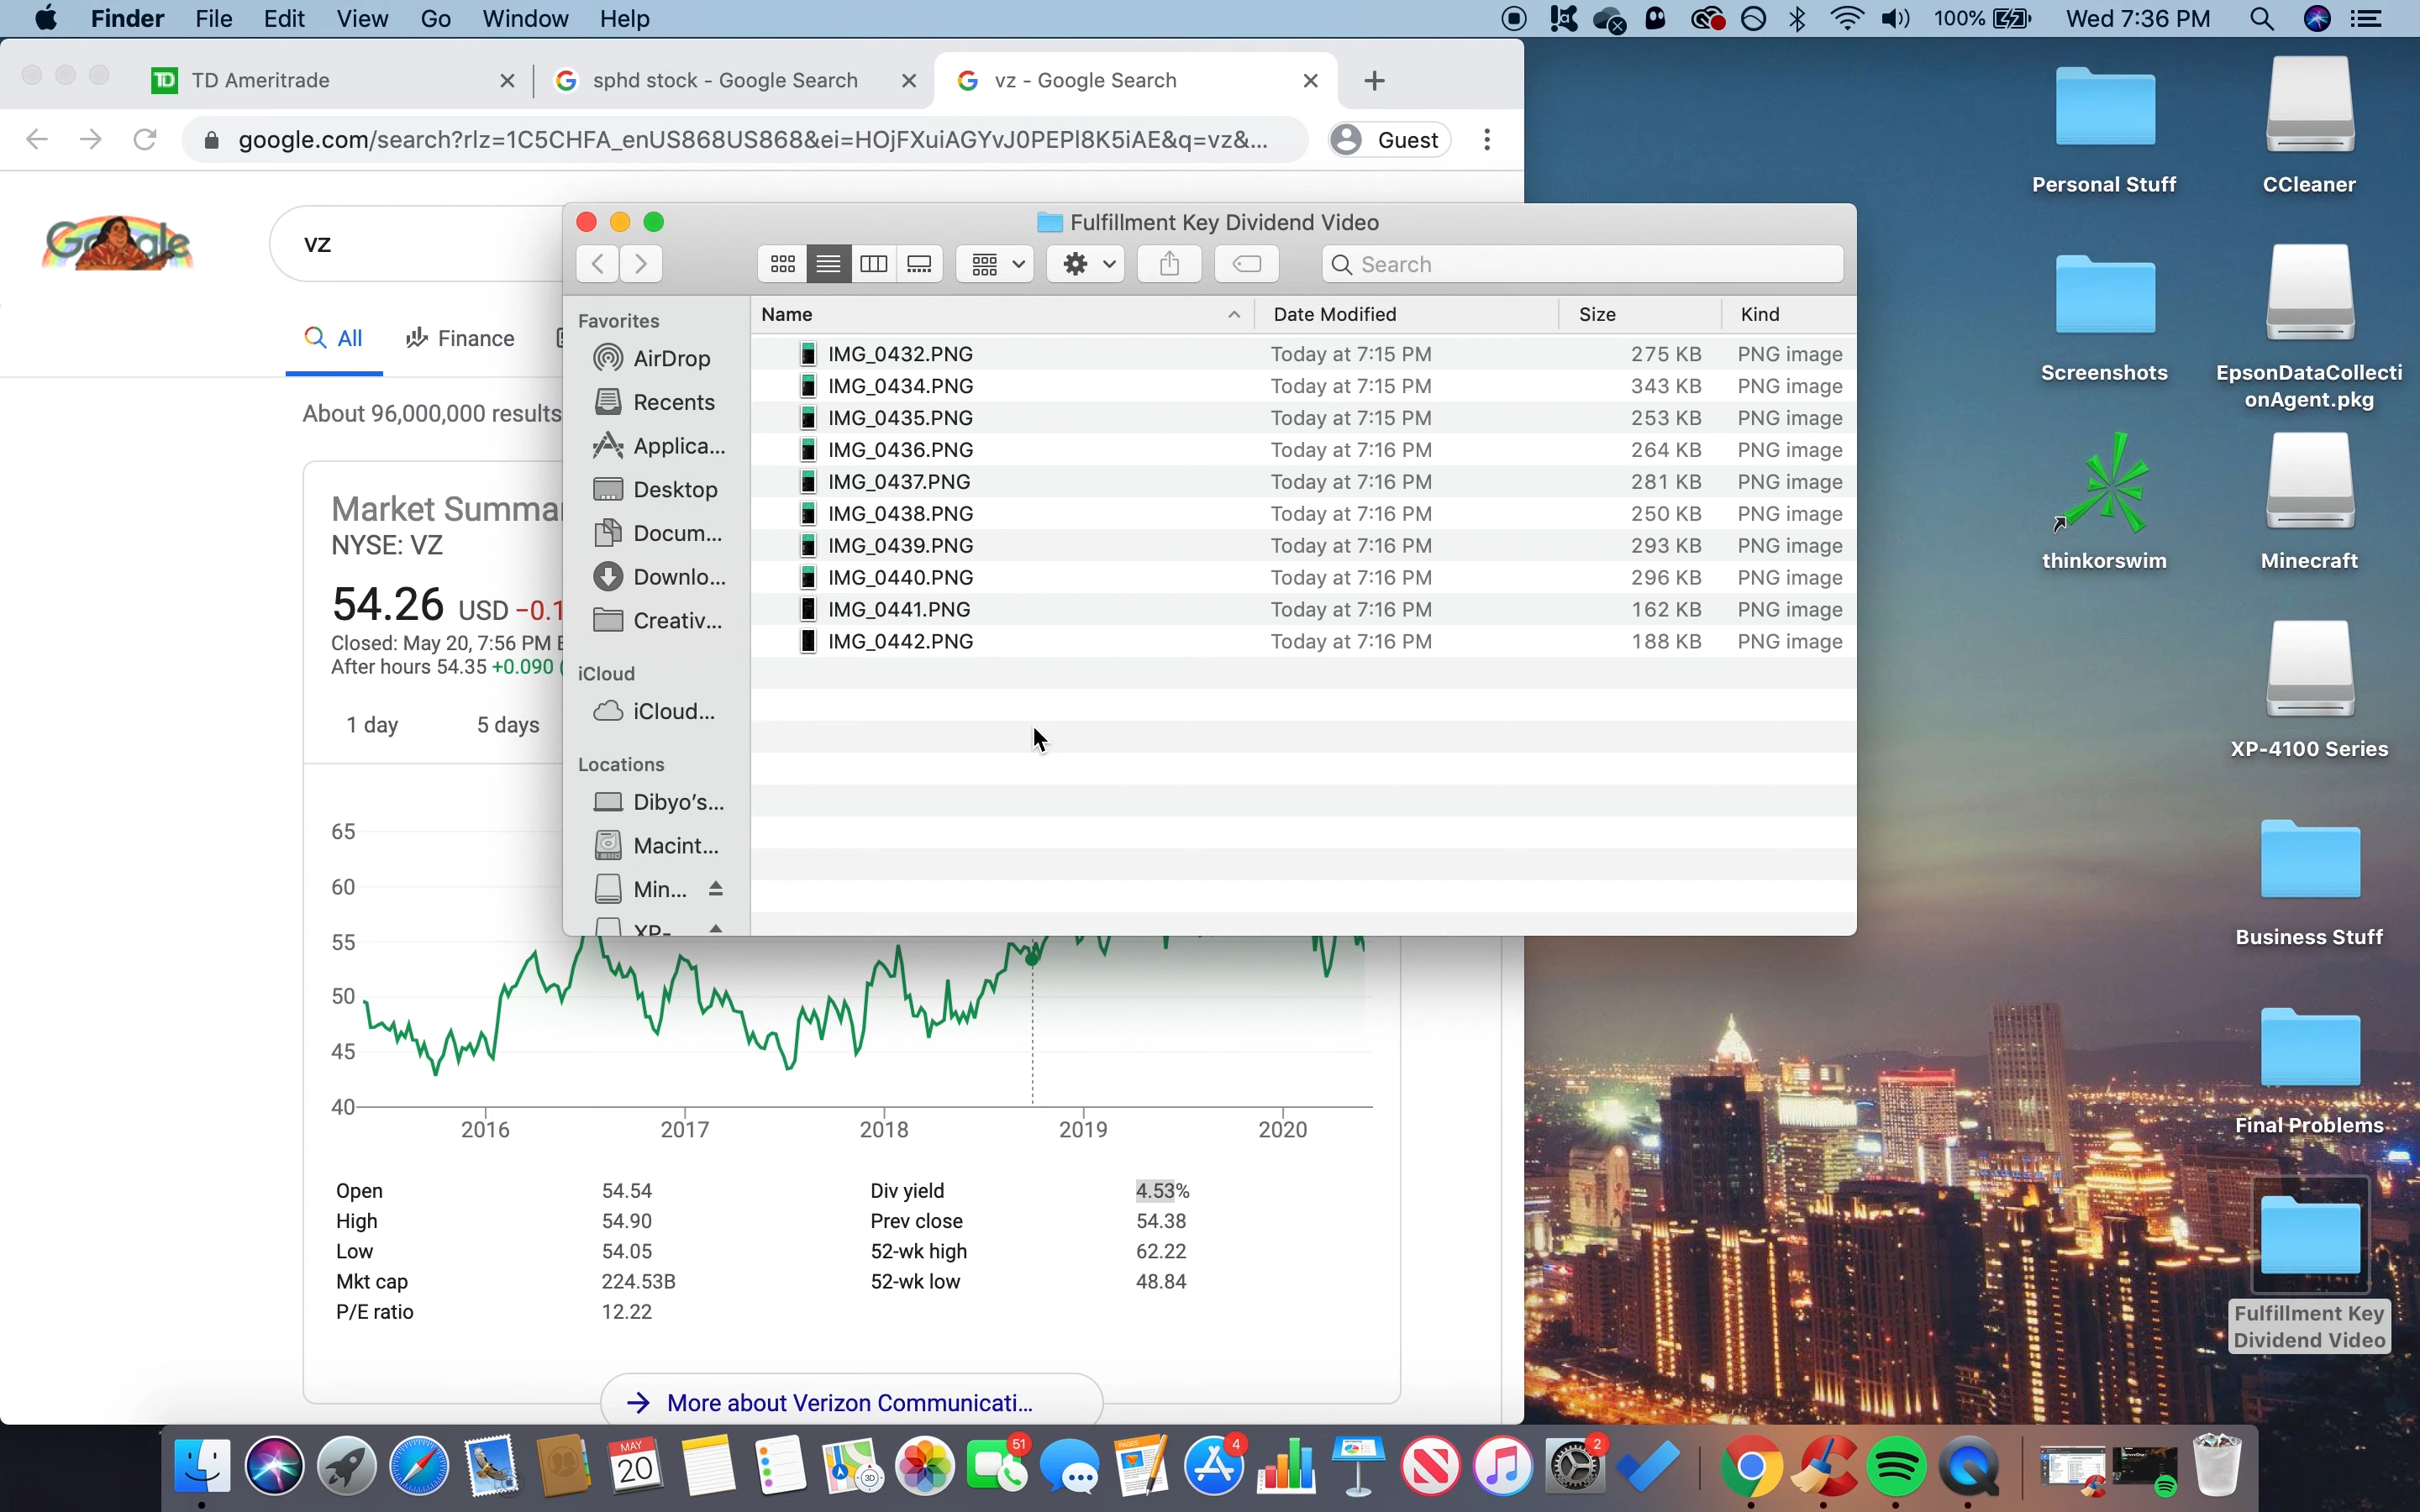 Finder File Edit View Go Window Help
100% Wed 7:36 PM
TD Ameritrade
sphd stock - Google Search
vz - Google Search
google.com/search?rlz=1C5CHFA_enUS868US868&ei=HOjFXuiAGYvJ0PEPl8K5iAE&q=vz&...
Guest
Google
vz
All
Finance
About 96,000,000 results
Market Summar
NYSE: VZ
54.26 USD −0.1
Closed: May 20, 7:56 PM E
After hours 54.35 +0.090 (
1 day
5 days
65
60
55
50
45
40
2016
2017
2018
2019
2020
Open 54.54 Div yield 4.53%
High 54.90 Prev close 54.38
Low 54.05 52-wk high 62.22
Mkt cap 224.53B 52-wk low 48.84
P/E ratio 12.22
More about Verizon Communicati...
Fulfillment Key Dividend Video
Search
Favorites
AirDrop
Recents
Applica...
Desktop
Docum...
Downlo...
Creativ...
iCloud
iCloud...
Locations
Dibyo's...
Macint...
Min...
XP-
Name Date Modified Size Kind
IMG_0432.PNG Today at 7:15 PM 275 KB PNG image
IMG_0434.PNG Today at 7:15 PM 343 KB PNG image
IMG_0435.PNG Today at 7:15 PM 253 KB PNG image
IMG_0436.PNG Today at 7:16 PM 264 KB PNG image
IMG_0437.PNG Today at 7:16 PM 281 KB PNG image
IMG_0438.PNG Today at 7:16 PM 250 KB PNG image
IMG_0439.PNG Today at 7:16 PM 293 KB PNG image
IMG_0440.PNG Today at 7:16 PM 296 KB PNG image
IMG_0441.PNG Today at 7:16 PM 162 KB PNG image
IMG_0442.PNG Today at 7:16 PM 188 KB PNG image
Personal Stuff
CCleaner
Screenshots
EpsonDataCollecti
onAgent.pkg
thinkorswim
Minecraft
XP-4100 Series
Business Stuff
Final Problems
Fulfillment Key
Dividend Video
MAY
20
3D
51
PAGES
4
2